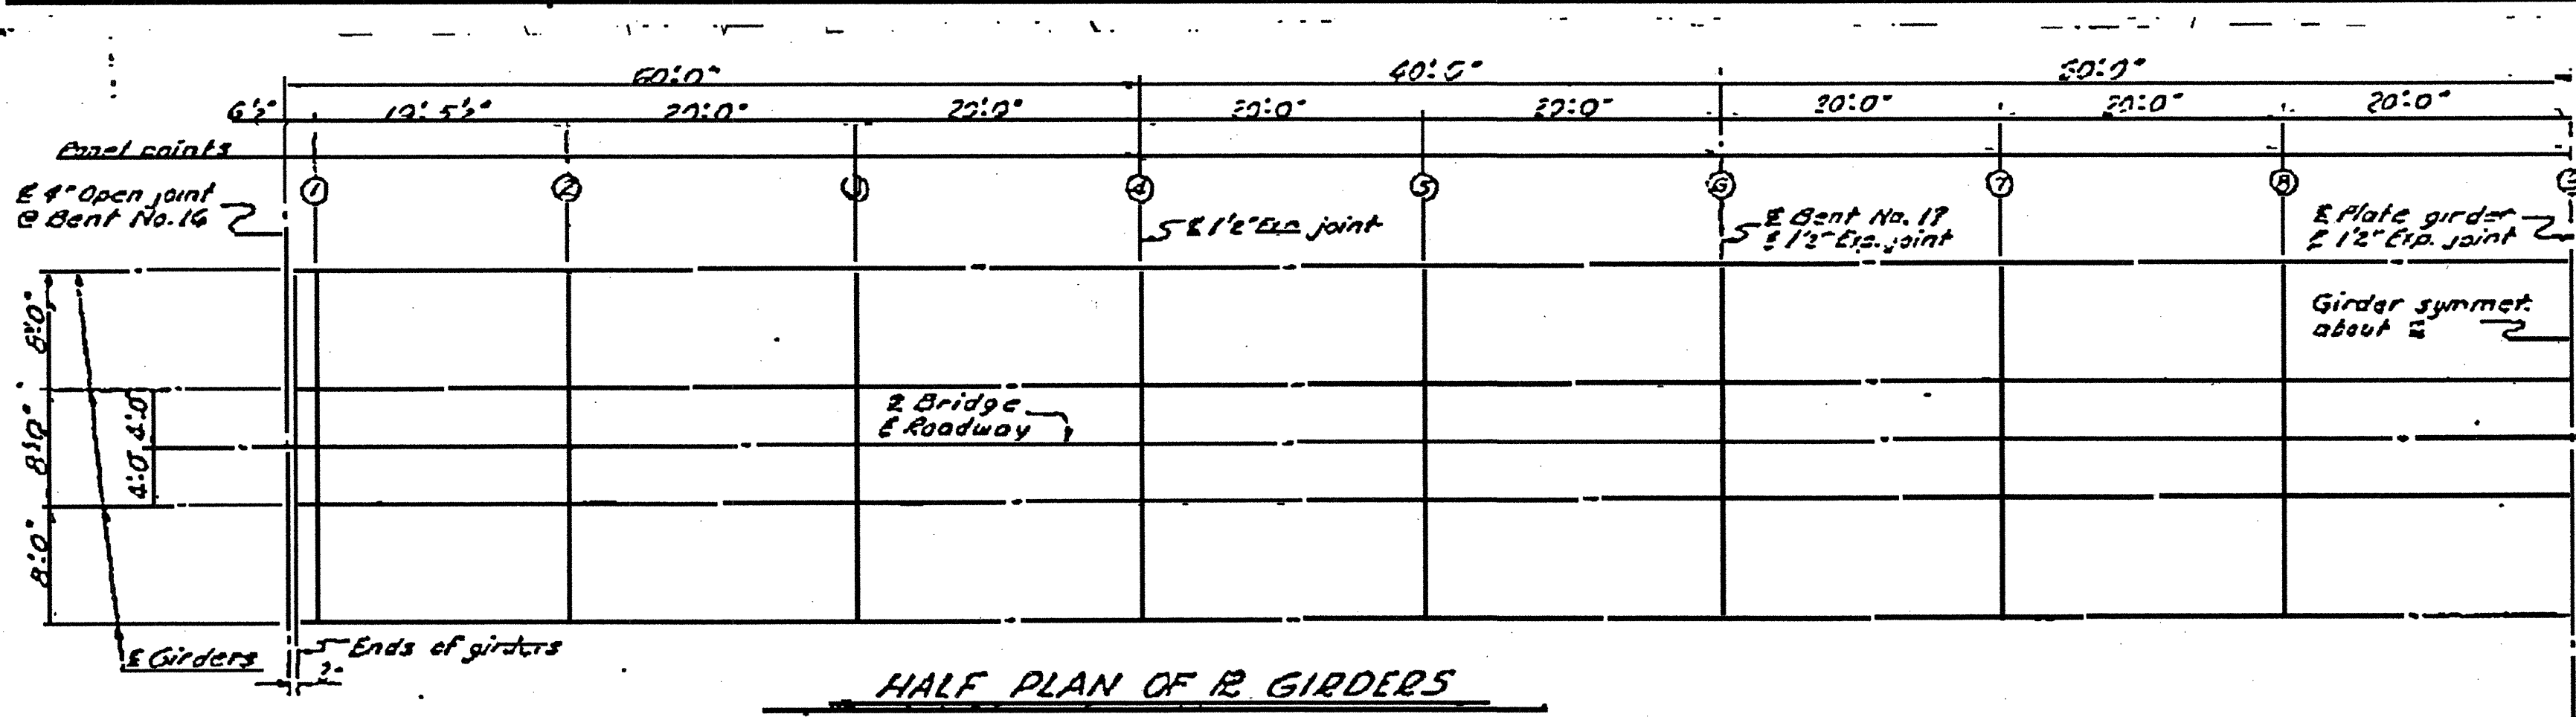 60'-0" 40'-0" 60'-0"
6½" 19'-5½" 20'-0" 20'-0" 20'-0" 20'-0" 20'-0" 20'-0" 20'-0"
Panel points
1 2 3 4 5 6 7 8
℄ 4" Open joint
@ Bent No. 16
℄ 1½" Exp. joint
℄ Bent No. 17
℄ 1½" Exp. joint
℄ Plate girder
℄ 1½" Exp. joint
8'-0"
Girder symmet.
about ℄
8'-0"
4'-0" 4'-0"
℄ Bridge
℄ Roadway
8'-0"
℄ Girders
Ends of girders
2"
HALF PLAN OF ⅊ GIRDERS